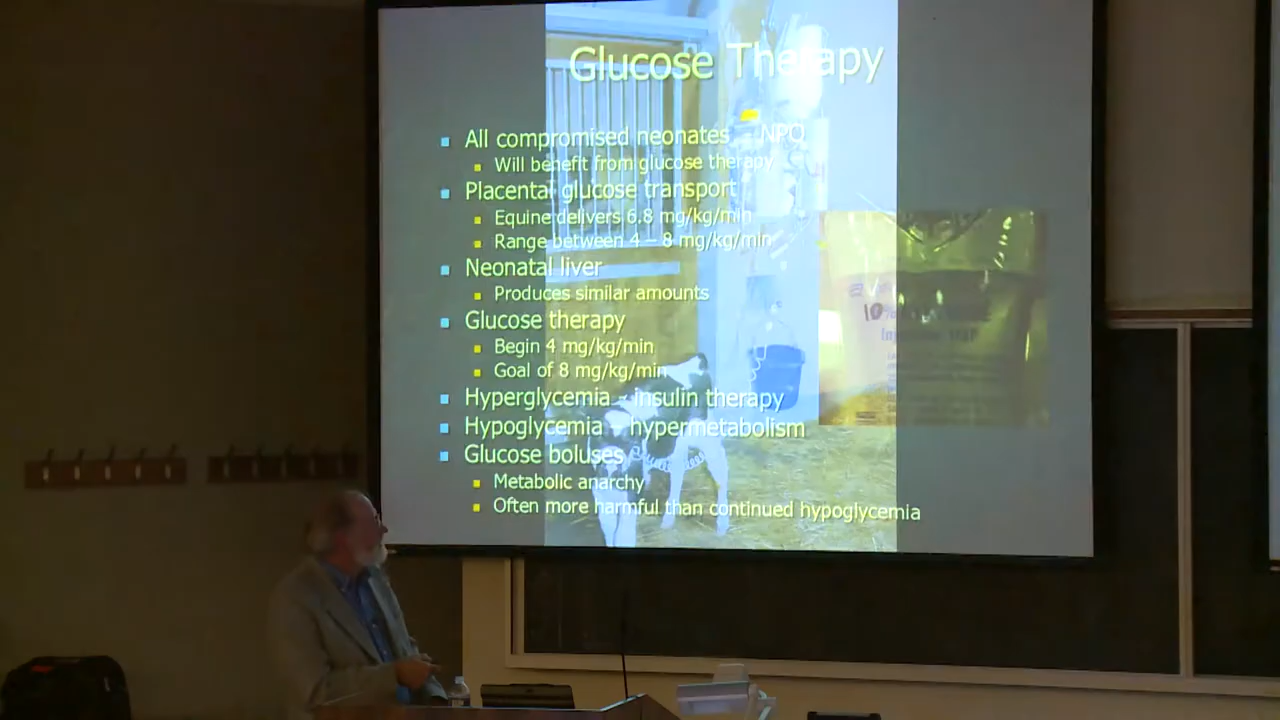 Glucose Therapy
All compromised neonates - NPO
Will benefit from glucose therapy
Placental glucose transport
Equine delivers 6.8 mg/kg/min
Range between 4 – 8 mg/kg/min
Neonatal liver
Produces similar amounts
Glucose therapy
Begin 4 mg/kg/min
Goal of 8 mg/kg/min
Hyperglycemia – insulin therapy
Hypoglycemia – hypermetabolism
Glucose boluses
Metabolic anarchy
Often more harmful than continued hypoglycemia
10%